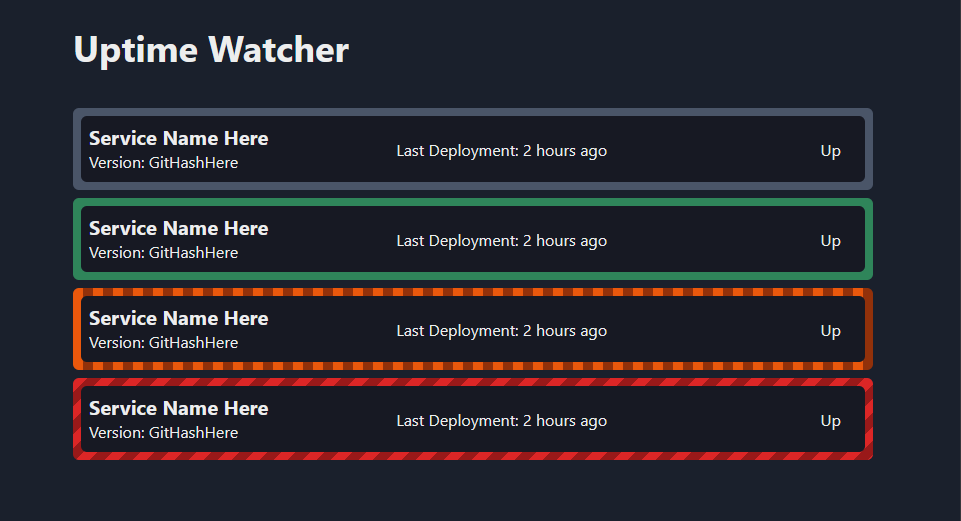 Uptime Watcher
Service Name Here
Version: GitHashHere
Last Deployment: 2 hours ago
Up
Service Name Here
Version: GitHashHere
Last Deployment: 2 hours ago
Up
Service Name Here
Version: GitHashHere
Last Deployment: 2 hours ago
Up
Service Name Here
Version: GitHashHere
Last Deployment: 2 hours ago
Up